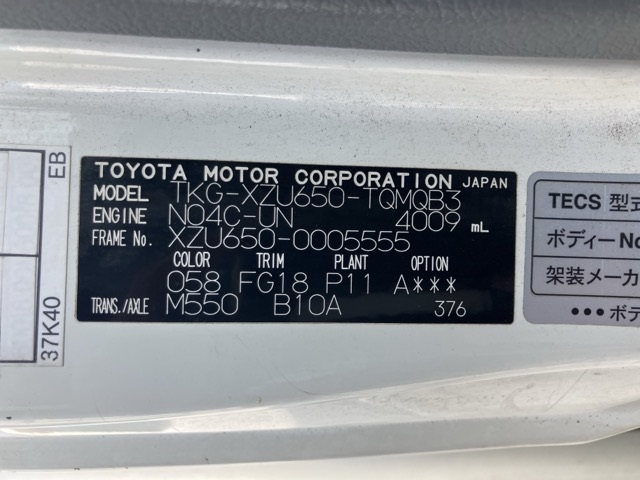 TOYOTA MOTOR CORPORATION JAPAN
MODEL TKG-XZU650-TQMQB3
ENGINE N04C-UN 4009 mL
FRAME No. XZU650-0005555
COLOR TRIM PLANT OPTION
058 FG18 P11 A***
TRANS./AXLE M550 B10A 376
EB
37K40
TECS 型式
ボディーNo
架装メーカ
●●●ボデ